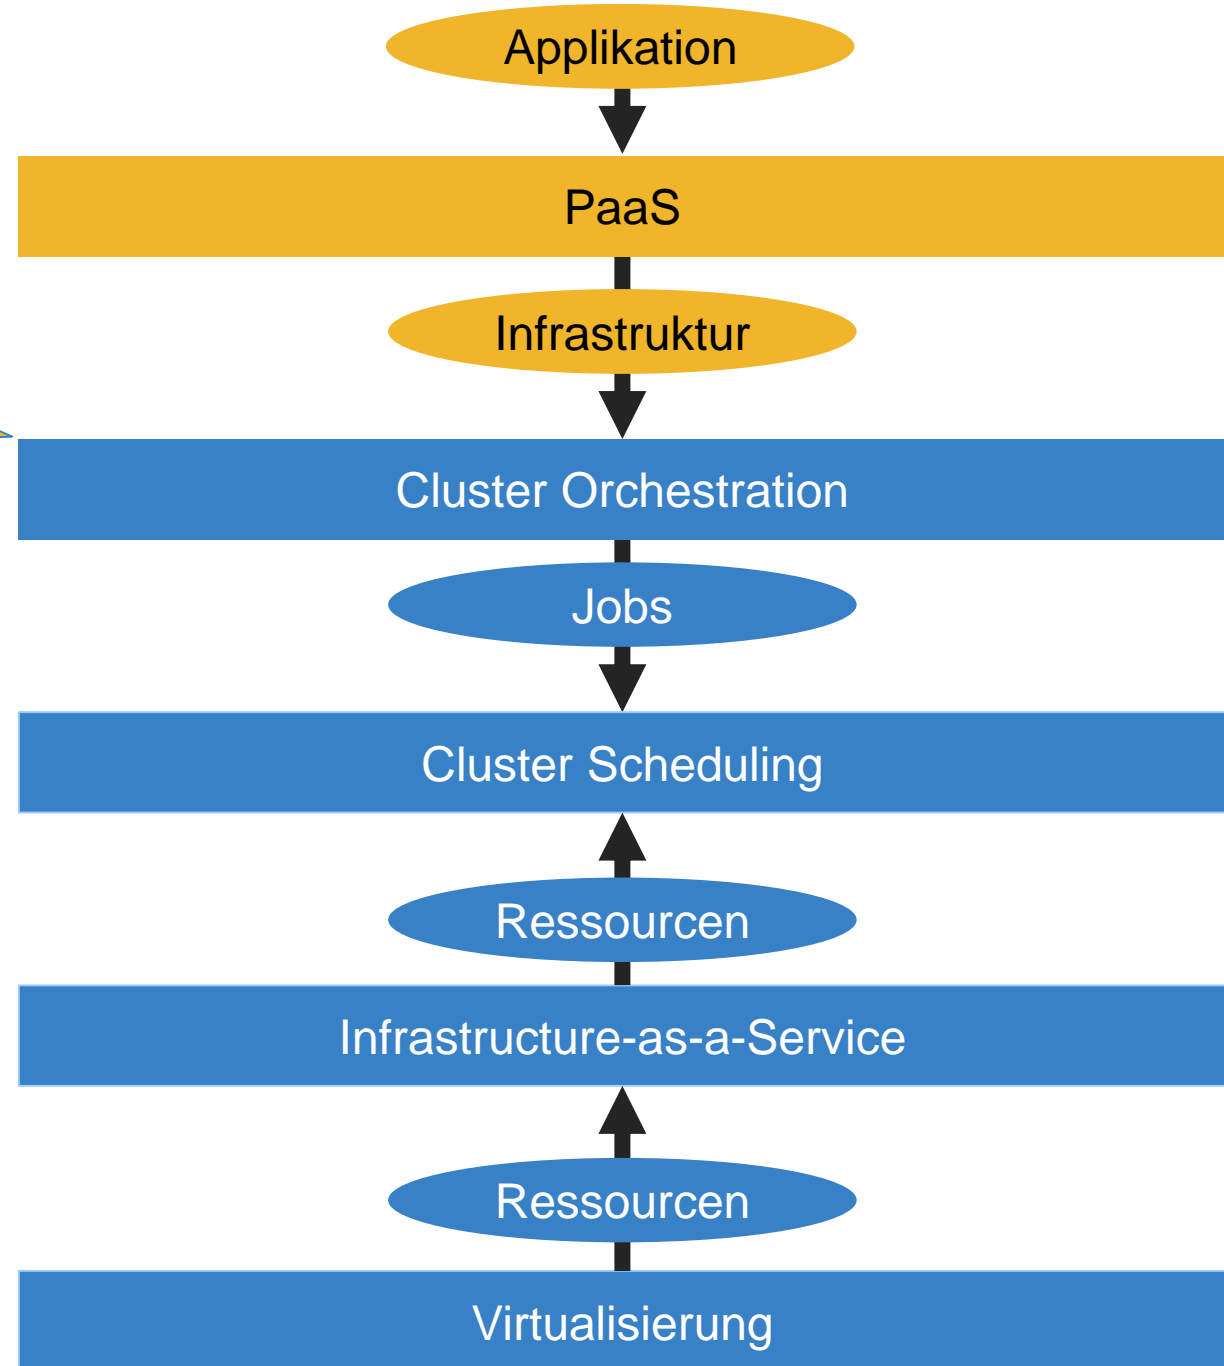 Applikation
PaaS
Infrastruktur
Cluster Orchestration
Jobs
Cluster Scheduling
Ressourcen
Infrastructure-as-a-Service
Ressourcen
Virtualisierung